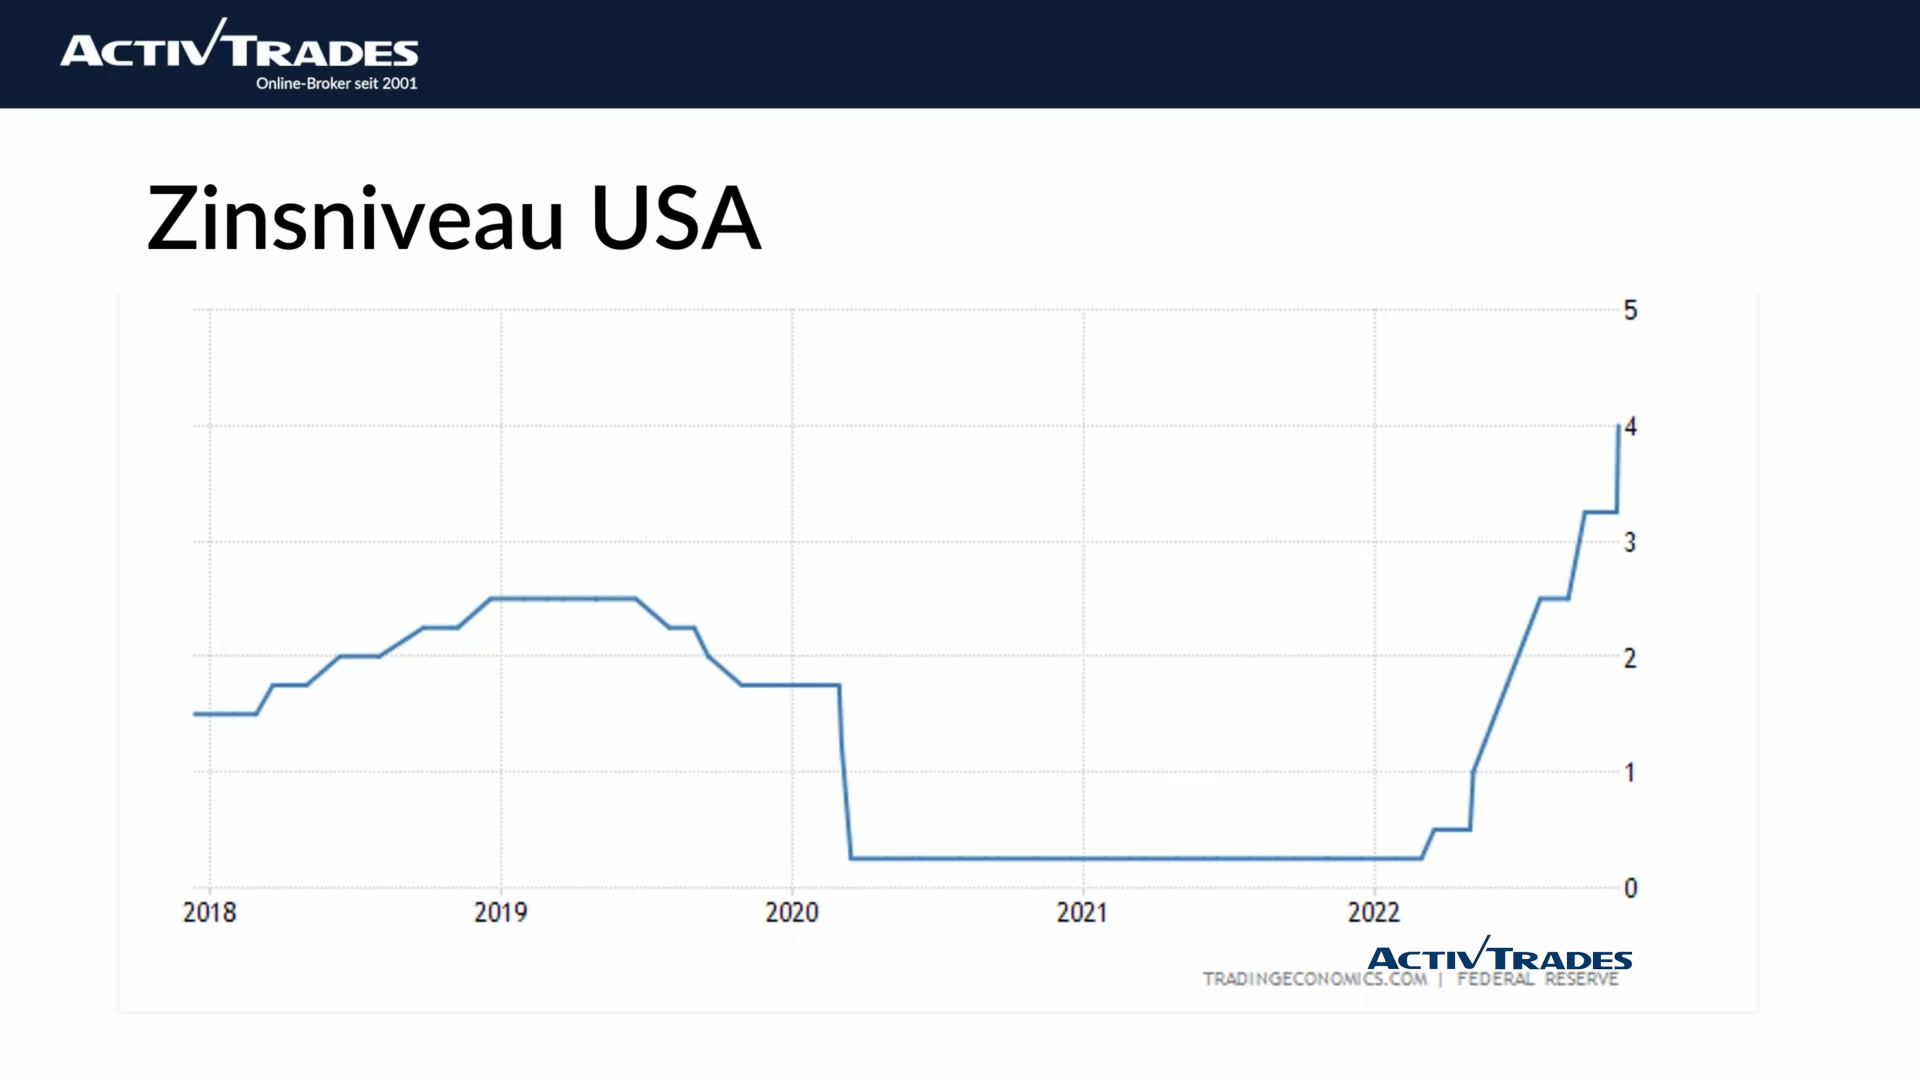 ACTIVTRADES
Online-Broker seit 2001
Zinsniveau USA
5
4
3
2
1
0
2018 2019 2020 2021 2022
ACTIVTRADES
TRADINGECONOMICS.COM | FEDERAL RESERVE